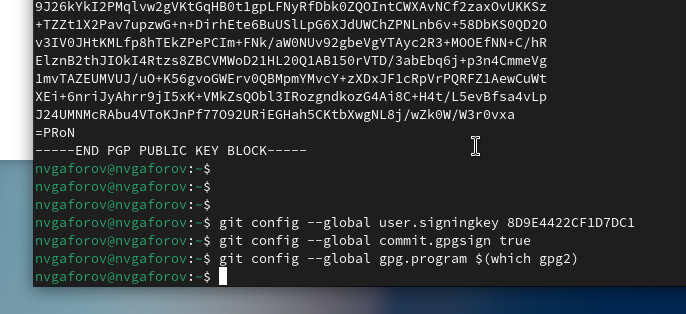 9J26kYkI2PMqlvw2gVKtGqHB0t1gpLFNyRfDbk0ZQOIntCWXAvNCf2zaxOvUKKSz
+TZZt1X2Pav7upzwG+n+DirhEte6BuUSlLpG6XJdUWChZPNLnb6v+58DbKS0QD2O
v3IV0JHtKMLfp8hTEkZPePCIm+FNk/aW0NUv92gbeVgYTAyc2R3+MOOEfNN+C/hR
ElznB2thJIOkI4Rtzs8ZBCVMWoD21HL20Q1AB150rVTD/3abEbq6j+p3n4CmmeVg
1mvTAZEUMVUJ/uO+K56gvoGWErv0QBMpmYMvcY+zXDxJF1cRpVrPQRFZ1AewCuWt
XEi+6nriJyAhrr9jI5xK+VMkZsQObl3IRozgndkozG4Ai8C+H4t/L5evBfsa4vLp
J24UMNMcRAbu4VToKJnPf77O92URiEGHah5CKtbXwgNL8j/wZk0W/W3r0vxa
=PRoN
-----END PGP PUBLIC KEY BLOCK-----
nvgaforov@nvgaforov:~$
nvgaforov@nvgaforov:~$
nvgaforov@nvgaforov:~$
nvgaforov@nvgaforov:~$ git config --global user.signingkey 8D9E4422CF1D7DC1
nvgaforov@nvgaforov:~$ git config --global commit.gpgsign true
nvgaforov@nvgaforov:~$ git config --global gpg.program $(which gpg2)
nvgaforov@nvgaforov:~$